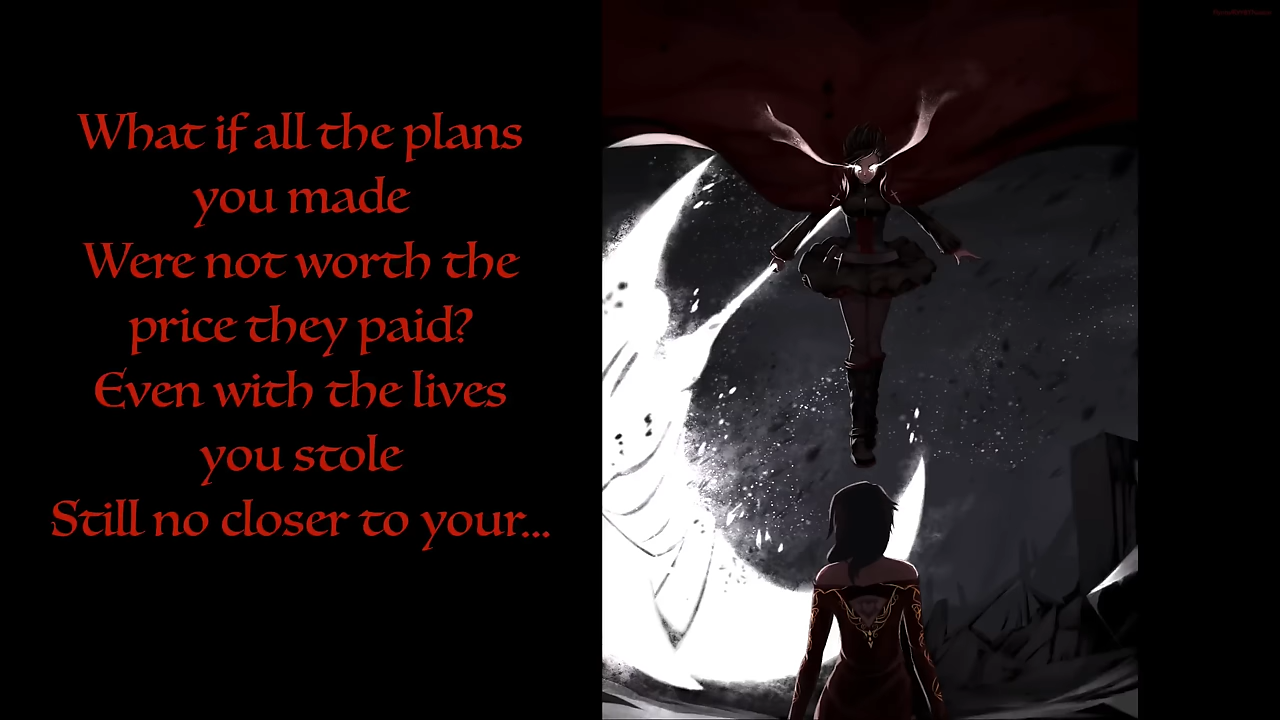 What if all the plans
you made
Were not worth the
price they paid?
Even with the lives
you stole
Still no closer to your...